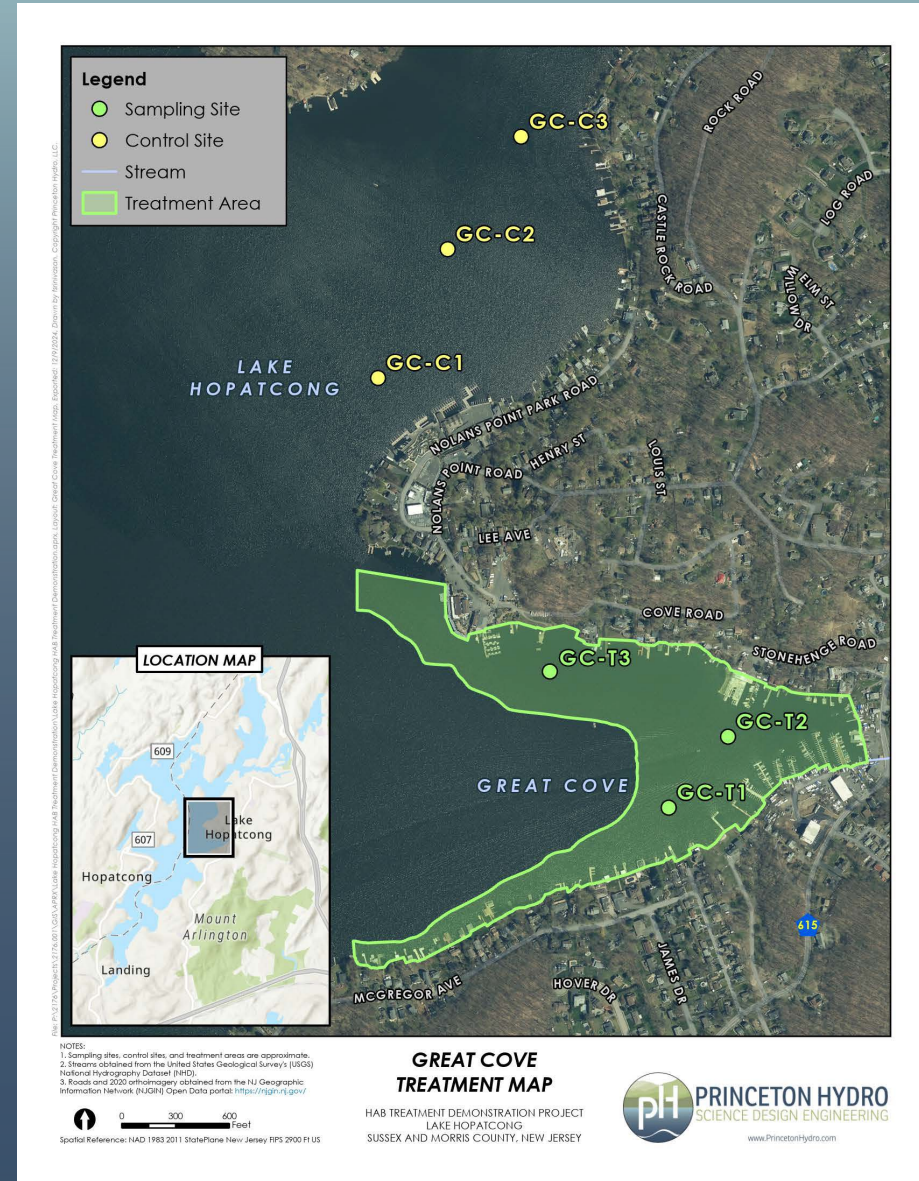 Legend
Sampling Site
Control Site
Stream
Treatment Area
GC-C3
GC-C2
GC-C1
LAKE
HOPATCONG
ROCK ROAD
LOG ROAD
CASTLE ROCK ROAD
ELM ST
WILLOW DR
NOLANS POINT PARK ROAD
NOLANS POINT ROAD
HENRY ST
LOUIS ST
LEE AVE
COVE ROAD
STONEHENGE ROAD
GC-T3
GC-T2
GC-T1
GREAT COVE
615
MCGREGOR AVE
HOVER DR
JAMES DR
LOCATION MAP
609
607
Lake
Hopatcong
Hopatcong
Mount
Arlington
Landing
NOTES:
1. Sampling sites, control sites, and treatment areas are approximate.
2. Streams obtained from the United States Geological Survey's (USGS)
National Hydrography Dataset (NHD).
3. Roads and 2020 orthoimagery obtained from the NJ Geographic
Information Network (NJGIN) Open Data portal: https://njgin.nj.gov/
0 300 600
Feet
Spatial Reference: NAD 1983 2011 StatePlane New Jersey FIPS 2900 Ft US
GREAT COVE
TREATMENT MAP
HAB TREATMENT DEMONSTRATION PROJECT
LAKE HOPATCONG
SUSSEX AND MORRIS COUNTY, NEW JERSEY
pH
PRINCETON HYDRO
SCIENCE DESIGN ENGINEERING
www.PrincetonHydro.com